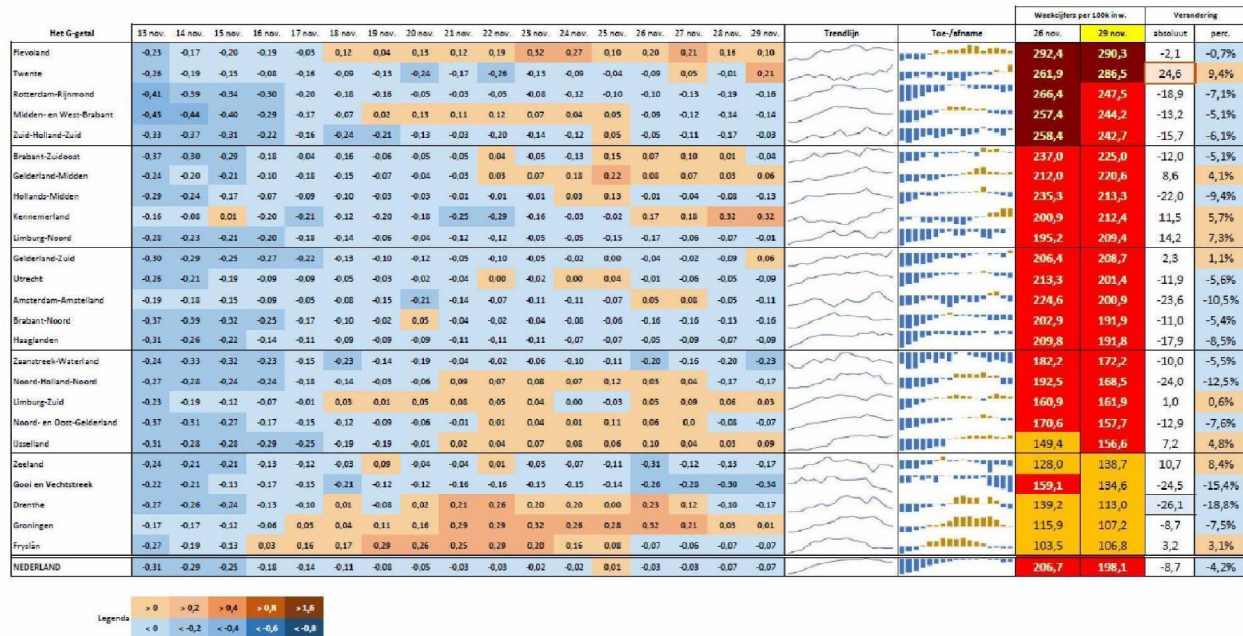 Weekcijfers per 100k inw. Verandering
Het G-getal 13 nov. 14 nov. 15 nov. 16 nov. 17 nov. 18 nov. 19 nov. 20 nov. 21 nov. 22 nov. 23 nov. 24 nov. 25 nov. 26 nov. 27 nov. 28 nov. 29 nov. Trendlijn Toe-/afname 26 nov. 29 nov. absoluut perc.
Flevoland -0,23 -0,17 -0,20 -0,19 -0,03 0,12 0,04 0,13 0,12 0,19 0,32 0,27 0,10 0,20 0,21 0,16 0,10 292,4 290,3 -2,1 -0,7%
Twente -0,26 -0,19 -0,15 -0,08 -0,16 -0,09 -0,13 -0,24 -0,17 -0,26 -0,13 -0,09 -0,04 -0,09 0,05 -0,01 0,21 261,9 286,5 24,6 9,4%
Rotterdam-Rijnmond -0,41 -0,39 -0,34 -0,30 -0,20 -0,18 -0,16 -0,05 -0,03 -0,05 -0,08 -0,12 -0,10 -0,10 -0,13 -0,19 -0,16 266,4 247,5 -18,9 -7,1%
Midden- en West-Brabant -0,45 -0,44 -0,40 -0,29 -0,17 -0,07 0,02 0,13 0,11 0,12 0,07 0,04 0,05 -0,09 -0,12 -0,14 -0,14 257,4 244,2 -13,2 -5,1%
Zuid-Holland-Zuid -0,33 -0,37 -0,31 -0,22 -0,16 -0,24 -0,21 -0,13 -0,03 -0,20 -0,14 -0,12 0,05 -0,05 -0,11 -0,17 -0,03 258,4 242,7 -15,7 -6,1%
Brabant-Zuidoost -0,37 -0,30 -0,29 -0,18 -0,04 -0,16 -0,06 -0,05 -0,05 0,04 -0,05 -0,13 0,15 0,07 0,10 0,01 -0,04 237,0 225,0 -12,0 -5,1%
Gelderland-Midden -0,24 -0,20 -0,21 -0,10 -0,18 -0,15 -0,07 -0,04 -0,03 0,03 0,07 0,18 0,22 0,08 0,07 0,03 0,06 212,0 220,6 8,6 4,1%
Hollands-Midden -0,29 -0,24 -0,17 -0,07 -0,09 -0,10 -0,03 -0,03 -0,01 -0,01 -0,01 0,03 0,13 -0,01 -0,04 -0,08 -0,13 235,3 213,3 -22,0 -9,4%
Kennemerland -0,16 -0,08 0,01 -0,20 -0,21 -0,12 -0,20 -0,18 -0,25 -0,29 -0,16 -0,03 -0,02 0,17 0,18 0,32 0,32 200,9 212,4 11,5 5,7%
Limburg-Noord -0,28 -0,23 -0,21 -0,20 -0,18 -0,14 -0,06 -0,04 -0,12 -0,12 -0,05 -0,05 -0,15 -0,17 -0,06 -0,07 -0,01 195,2 209,4 14,2 7,3%
Gelderland-Zuid -0,30 -0,29 -0,25 -0,27 -0,22 -0,13 -0,10 -0,12 -0,05 -0,10 -0,05 -0,02 0,00 -0,04 -0,02 -0,09 0,06 206,4 208,7 2,3 1,1%
Utrecht -0,26 -0,21 -0,19 -0,09 -0,09 -0,05 -0,03 -0,02 -0,04 0,00 -0,02 0,00 0,04 -0,01 -0,06 -0,05 -0,09 213,3 201,4 -11,9 -5,6%
Amsterdam-Amstelland -0,19 -0,18 -0,15 -0,09 -0,05 -0,08 -0,15 -0,21 -0,14 -0,07 -0,11 -0,11 -0,07 0,05 0,08 -0,05 -0,11 224,6 200,9 -23,6 -10,5%
Brabant-Noord -0,37 -0,39 -0,32 -0,25 -0,17 -0,10 -0,02 0,05 -0,04 -0,02 -0,04 -0,08 -0,06 -0,16 -0,16 -0,13 -0,16 202,9 191,9 -11,0 -5,4%
Haaglanden -0,31 -0,26 -0,22 -0,14 -0,11 -0,09 -0,09 -0,09 -0,11 -0,11 -0,11 -0,07 -0,07 -0,05 -0,09 -0,07 -0,09 209,8 191,8 -17,9 -8,5%
Zaanstreek-Waterland -0,24 -0,33 -0,32 -0,23 -0,15 -0,23 -0,14 -0,19 -0,04 -0,02 -0,06 -0,10 -0,11 -0,20 -0,16 -0,20 -0,23 182,2 172,2 -10,0 -5,5%
Noord-Holland-Noord -0,27 -0,28 -0,24 -0,24 -0,18 -0,14 -0,03 -0,06 0,09 0,07 0,08 0,07 0,12 0,03 0,04 -0,17 -0,17 192,5 168,5 -24,0 -12,5%
Limburg-Zuid -0,23 -0,19 -0,12 -0,07 -0,01 0,03 0,01 0,05 0,08 0,05 0,04 0,00 -0,03 0,05 0,09 0,06 0,03 160,9 161,9 1,0 0,6%
Noord- en Oost-Gelderland -0,37 -0,31 -0,27 -0,17 -0,15 -0,12 -0,09 -0,06 -0,01 0,01 0,04 0,01 0,11 0,06 0,0 -0,08 -0,07 170,6 157,7 -12,9 -7,6%
IJsselland -0,31 -0,28 -0,28 -0,29 -0,25 -0,19 -0,19 -0,01 0,02 0,04 0,07 0,08 0,06 0,10 0,04 0,03 0,09 149,4 156,6 7,2 4,8%
Zeeland -0,24 -0,21 -0,21 -0,13 -0,12 -0,03 0,09 -0,04 -0,04 0,01 -0,05 -0,07 -0,11 -0,31 -0,12 -0,13 -0,17 128,0 138,7 10,7 8,4%
Gooi en Vechtstreek -0,22 -0,21 -0,13 -0,17 -0,15 -0,21 -0,12 -0,12 -0,16 -0,16 -0,15 -0,15 -0,14 -0,26 -0,28 -0,30 -0,34 159,1 134,6 -24,5 -15,4%
Drenthe -0,27 -0,26 -0,24 -0,13 -0,10 0,01 -0,08 0,02 0,21 0,26 0,20 0,20 0,00 0,23 0,12 -0,10 -0,17 139,2 113,0 -26,1 -18,8%
Groningen -0,17 -0,17 -0,12 -0,06 0,05 0,04 0,11 0,16 0,29 0,29 0,32 0,26 0,28 0,32 0,21 0,05 0,01 115,9 107,2 -8,7 -7,5%
Fryslân -0,27 -0,19 -0,13 0,03 0,16 0,17 0,29 0,26 0,25 0,29 0,20 0,16 0,08 -0,07 -0,06 -0,07 -0,07 103,5 106,8 3,2 3,1%
NEDERLAND -0,31 -0,29 -0,25 -0,18 -0,14 -0,11 -0,08 -0,05 -0,03 -0,03 -0,02 -0,02 0,01 -0,03 -0,03 -0,07 -0,07 206,7 198,1 -8,7 -4,2%
Legenda > 0 > 0,2 > 0,4 > 0,8 > 1,6
< 0 < -0,2 < -0,4 < -0,6 < -0,8